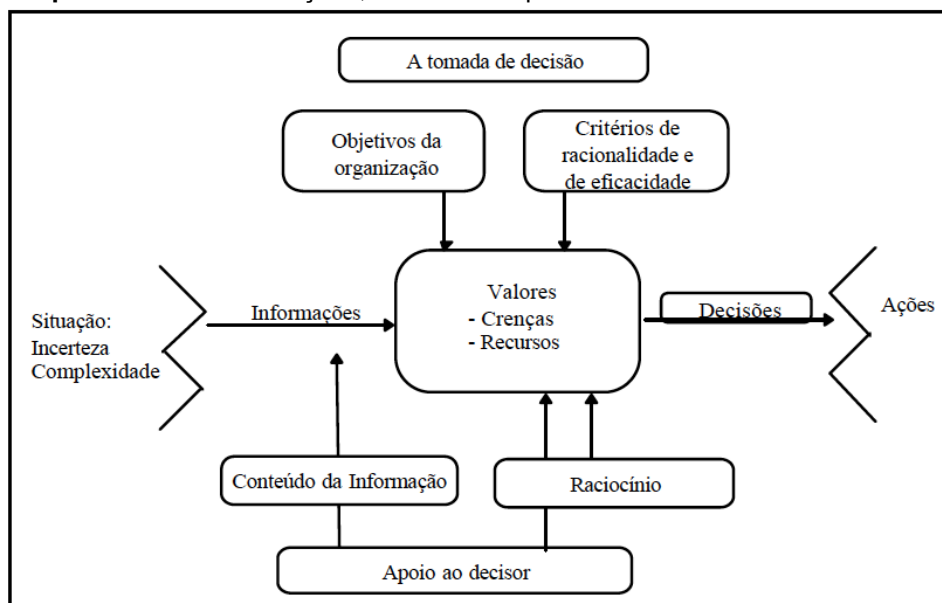 A tomada de decisão
Objetivos da
organização
Critérios de
racionalidade e
de eficacidade
Situação:
Incerteza
Complexidade
Informações
Valores
- Crenças
- Recursos
Decisões
Ações
Conteúdo da Informação
Raciocínio
Apoio ao decisor